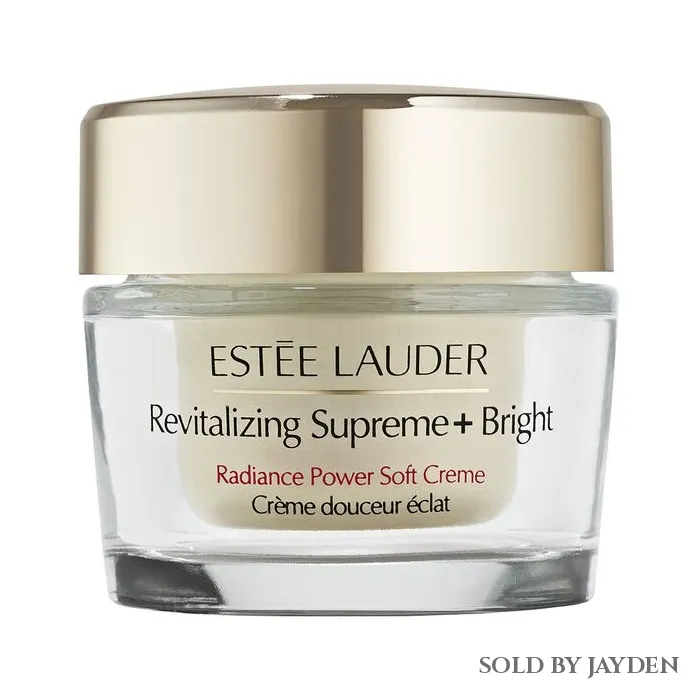 ESTĒE LAUDER
Revitalizing Supreme+ Bright
Radiance Power Soft Creme
Crème douceur éclat
SOLD BY JAYDEN